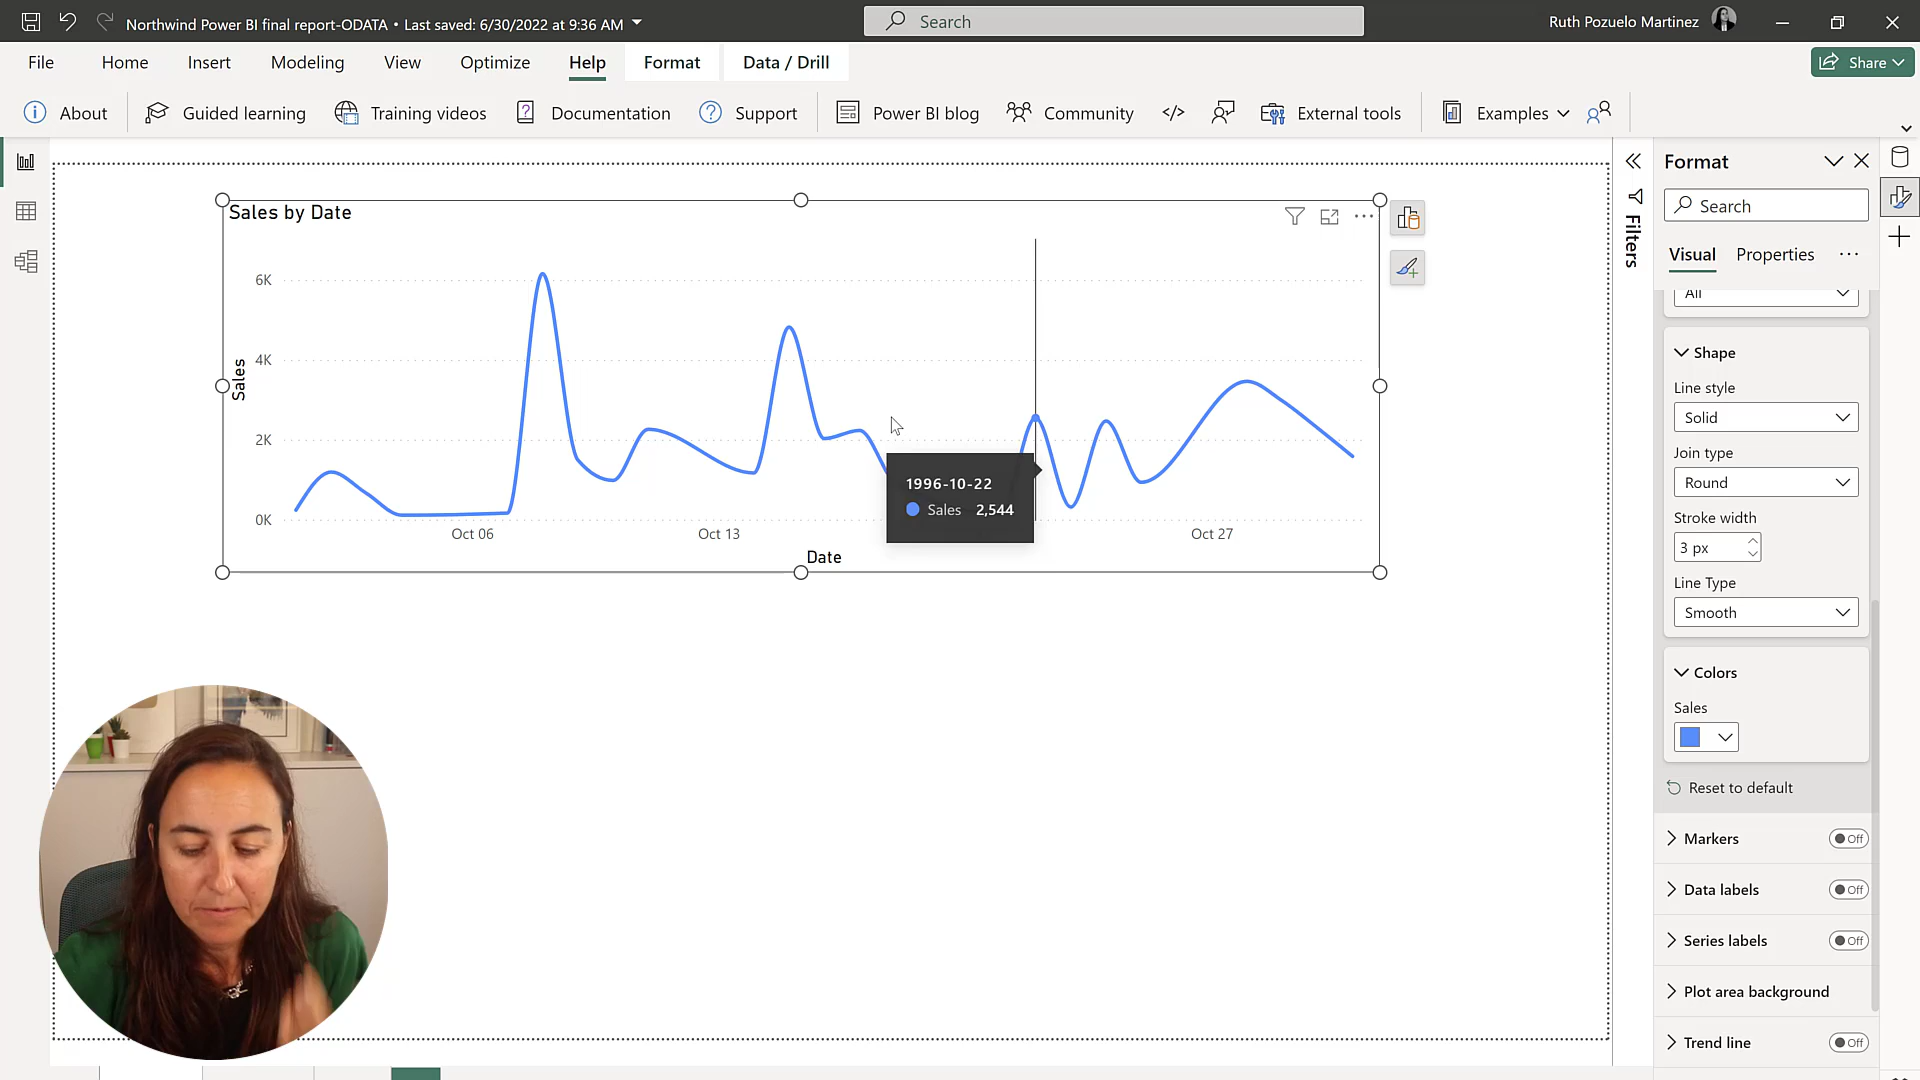 Northwind Power BI final report-ODATA • Last saved: 6/30/2022 at 9:36 AM
Search
Ruth Pozuelo Martinez
File Home Insert Modeling View Optimize Help Format Data / Drill
Share
About Guided learning Training videos Documentation Support Power BI blog Community </> External tools Examples
Sales by Date
6K
4K
2K
0K
Sales
Oct 06
Oct 13
Oct 27
Date
1996-10-22
Sales 2,544
Filters
Format
Search
Visual Properties
All
Shape
Line style
Solid
Join type
Round
Stroke width
3 px
Line Type
Smooth
Colors
Sales
Reset to default
Markers Off
Data labels Off
Series labels Off
Plot area background
Trend line Off